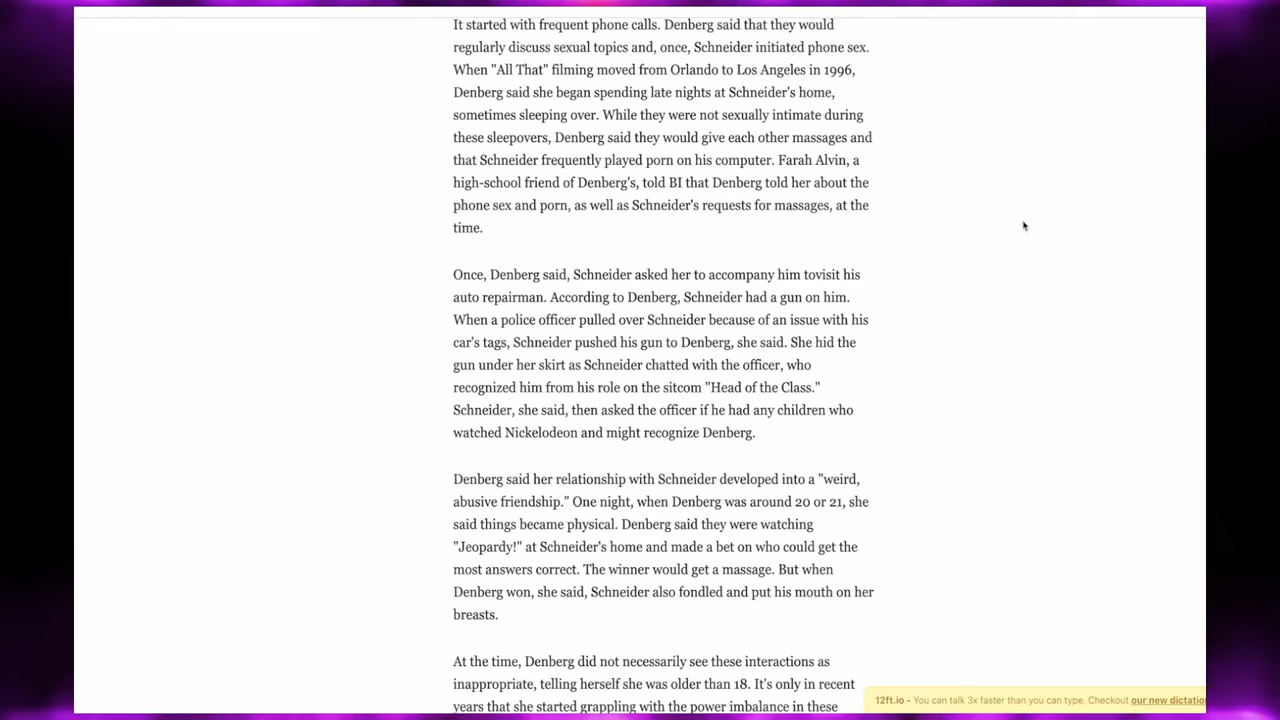 It started with frequent phone calls. Denberg said that they would
regularly discuss sexual topics and, once, Schneider initiated phone sex.
When "All That" filming moved from Orlando to Los Angeles in 1996,
Denberg said she began spending late nights at Schneider's home,
sometimes sleeping over. While they were not sexually intimate during
these sleepovers, Denberg said they would give each other massages and
that Schneider frequently played porn on his computer. Farah Alvin, a
high-school friend of Denberg's, told BI that Denberg told her about the
phone sex and porn, as well as Schneider's requests for massages, at the
time.
Once, Denberg said, Schneider asked her to accompany him tovisit his
auto repairman. According to Denberg, Schneider had a gun on him.
When a police officer pulled over Schneider because of an issue with his
car's tags, Schneider pushed his gun to Denberg, she said. She hid the
gun under her skirt as Schneider chatted with the officer, who
recognized him from his role on the sitcom "Head of the Class."
Schneider, she said, then asked the officer if he had any children who
watched Nickelodeon and might recognize Denberg.
Denberg said her relationship with Schneider developed into a "weird,
abusive friendship." One night, when Denberg was around 20 or 21, she
said things became physical. Denberg said they were watching
"Jeopardy!" at Schneider's home and made a bet on who could get the
most answers correct. The winner would get a massage. But when
Denberg won, she said, Schneider also fondled and put his mouth on her
breasts.
At the time, Denberg did not necessarily see these interactions as
inappropriate, telling herself she was older than 18. It's only in recent
years that she started grappling with the power imbalance in these
12ft.io - You can talk 3x faster than you can type. Checkout our new dictatio